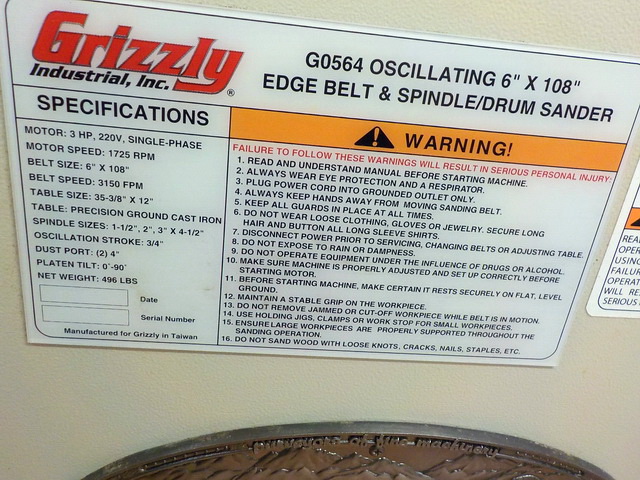 Grizzly
Industrial, Inc. ®
G0564 OSCILLATING 6" X 108"
EDGE BELT & SPINDLE/DRUM SANDER
SPECIFICATIONS
MOTOR: 3 HP, 220V, SINGLE-PHASE
MOTOR SPEED: 1725 RPM
BELT SIZE: 6" X 108"
BELT SPEED: 3150 FPM
TABLE SIZE: 35-3/8" X 12"
TABLE: PRECISION GROUND CAST IRON
SPINDLE SIZES: 1-1/2", 2", 3" X 4-1/2"
OSCILLATION STROKE: 3/4"
DUST PORT: (2) 4"
PLATEN TILT: 0°-90°
NET WEIGHT: 496 LBS
Date
Serial Number
Manufactured for Grizzly in Taiwan
WARNING!
FAILURE TO FOLLOW THESE WARNINGS WILL RESULT IN SERIOUS PERSONAL INJURY-
1. READ AND UNDERSTAND MANUAL BEFORE STARTING MACHINE.
2. ALWAYS WEAR EYE PROTECTION AND A RESPIRATOR.
3. PLUG POWER CORD INTO GROUNDED OUTLET ONLY.
4. ALWAYS KEEP HANDS AWAY FROM MOVING SANDING BELT.
5. KEEP ALL GUARDS IN PLACE AT ALL TIMES.
6. DO NOT WEAR LOOSE CLOTHING, GLOVES OR JEWELRY. SECURE LONG
HAIR AND BUTTON ALL LONG SLEEVE SHIRTS.
7. DISCONNECT POWER PRIOR TO SERVICING, CHANGING BELTS OR ADJUSTING TABLE.
8. DO NOT EXPOSE TO RAIN OR DAMPNESS.
9. DO NOT OPERATE EQUIPMENT UNDER THE INFLUENCE OF DRUGS OR ALCOHOL.
10. MAKE SURE MACHINE IS PROPERLY ADJUSTED AND SET UP CORRECTLY BEFORE
STARTING MOTOR.
11. BEFORE STARTING MACHINE, MAKE CERTAIN IT RESTS SECURELY ON FLAT, LEVEL
GROUND.
12. MAINTAIN A STABLE GRIP ON THE WORKPIECE.
13. DO NOT REMOVE JAMMED OR CUT-OFF WORKPIECE WHILE BELT IS IN MOTION.
14. USE HOLDING JIGS, CLAMPS OR WORK STOP FOR SMALL WORKPIECES.
15. ENSURE LARGE WORKPIECES ARE PROPERLY SUPPORTED THROUGHOUT THE
SANDING OPERATION.
16. DO NOT SAND WOOD WITH LOOSE KNOTS, CRACKS, NAILS, STAPLES, ETC.
USING
WILL RE
SERIOUS
purveyors of fine machinery